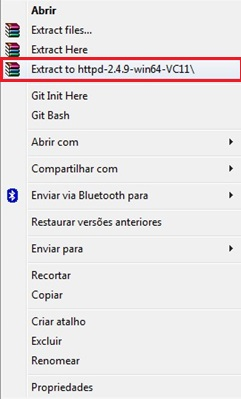 Abrir
Extract files...
Extract Here
Extract to httpd-2.4.9-win64-VC11\
Git Init Here
Git Bash
Abrir com
Compartilhar com
Enviar via Bluetooth para
Restaurar versões anteriores
Enviar para
Recortar
Copiar
Criar atalho
Excluir
Renomear
Propriedades